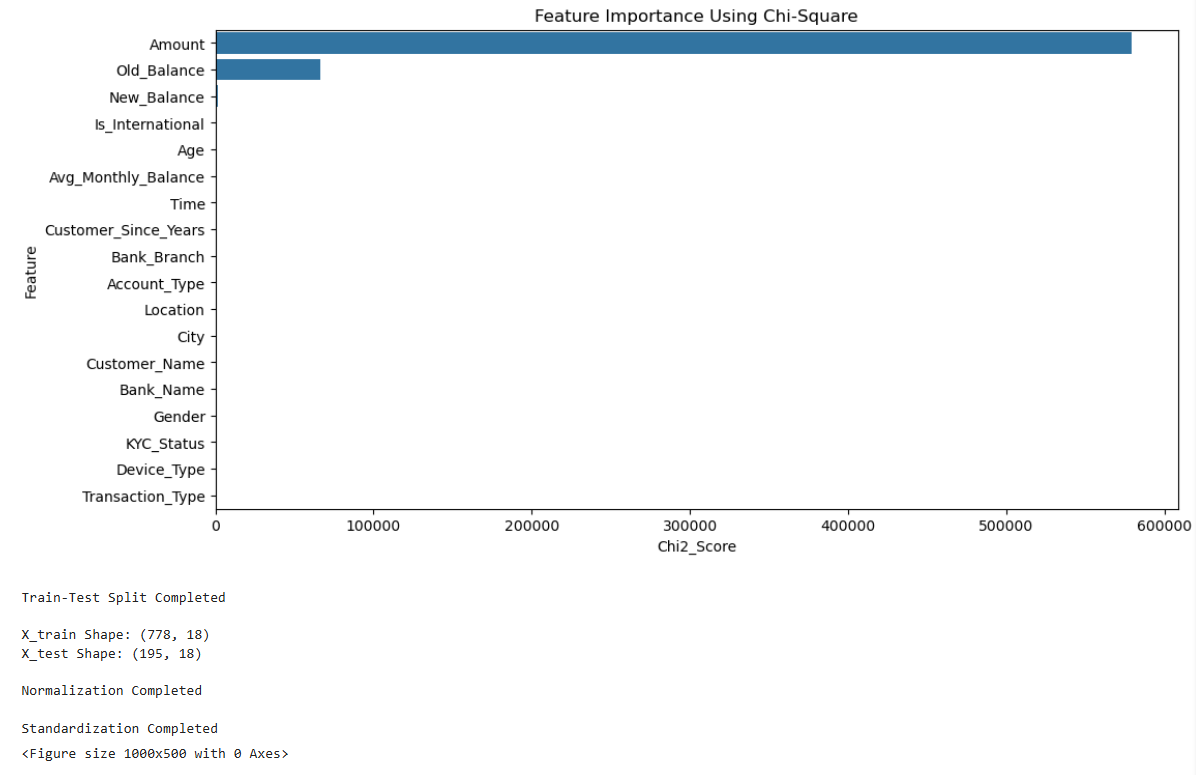 Feature Importance Using Chi-Square
Feature
Amount
Old_Balance
New_Balance
Is_International
Age
Avg_Monthly_Balance
Time
Customer_Since_Years
Bank_Branch
Account_Type
Location
City
Customer_Name
Bank_Name
Gender
KYC_Status
Device_Type
Transaction_Type
0 100000 200000 300000 400000 500000 600000
Chi2_Score
Train-Test Split Completed
X_train Shape: (778, 18)
X_test Shape: (195, 18)
Normalization Completed
Standardization Completed
<Figure size 1000x500 with 0 Axes>